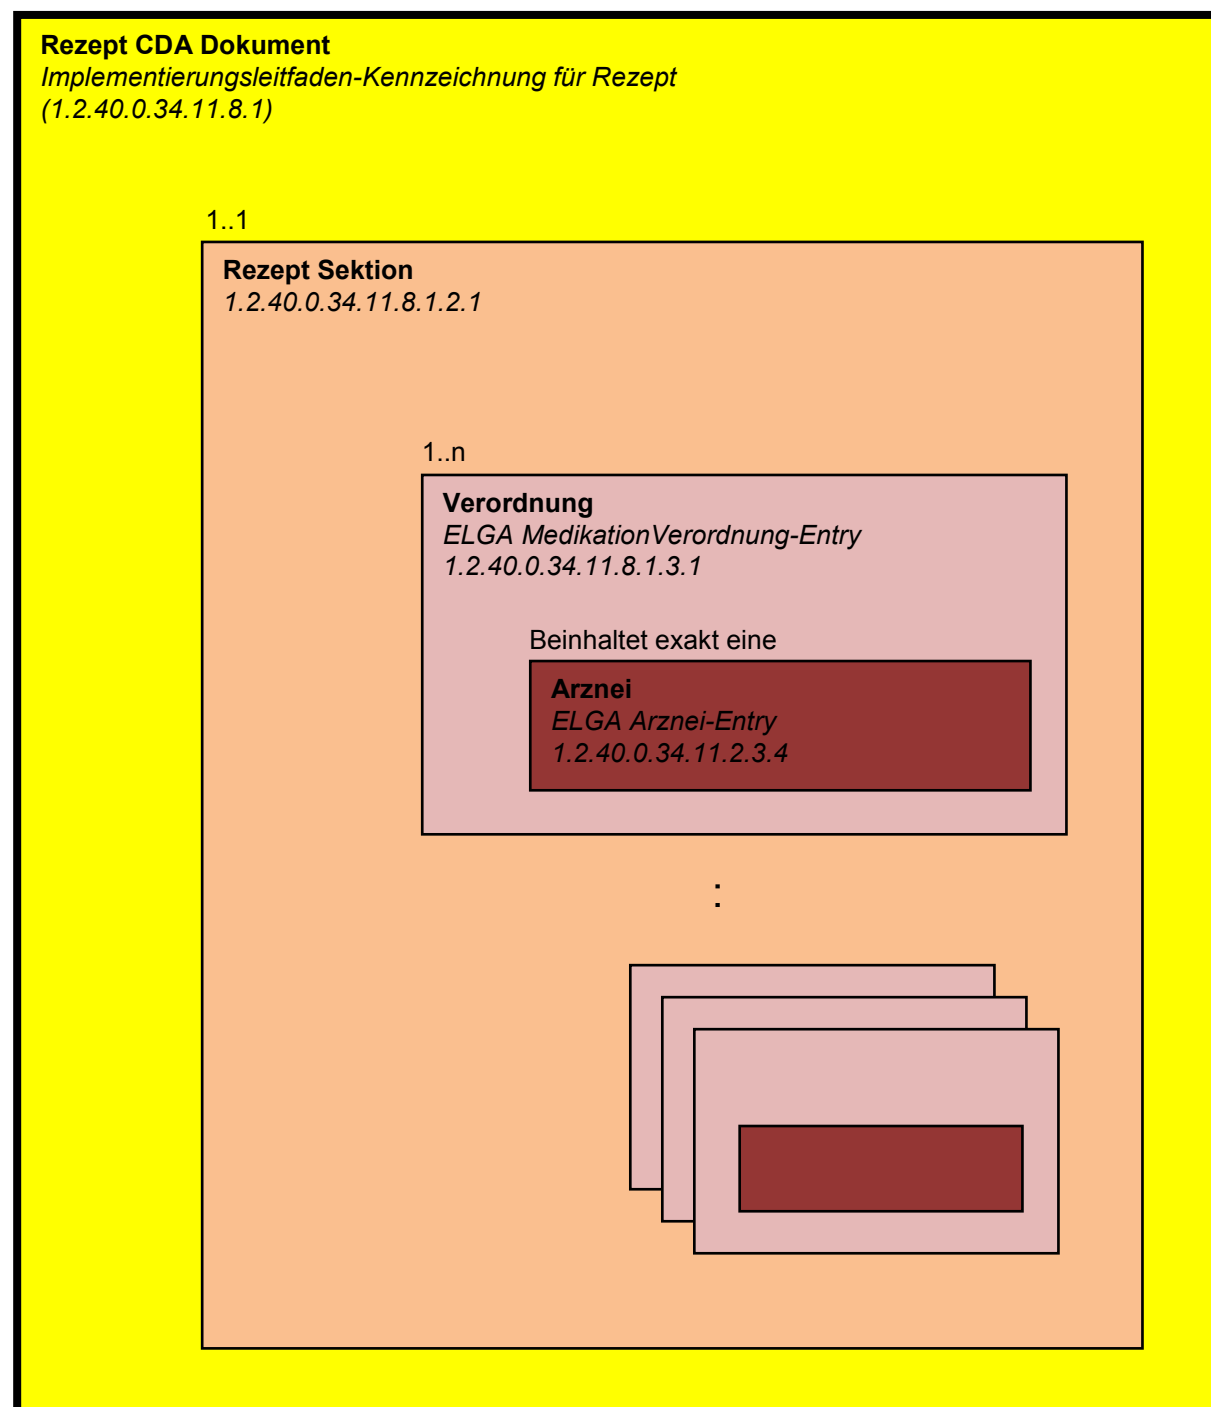 Rezept CDA Dokument
Implementierungsleitfaden-Kennzeichnung für Rezept
(1.2.40.0.34.11.8.1)
1..1
Rezept Sektion
1.2.40.0.34.11.8.1.2.1
1..n
Verordnung
ELGA MedikationVerordnung-Entry
1.2.40.0.34.11.8.1.3.1
Beinhaltet exakt eine
Arznei
ELGA Arznei-Entry
1.2.40.0.34.11.2.3.4
: